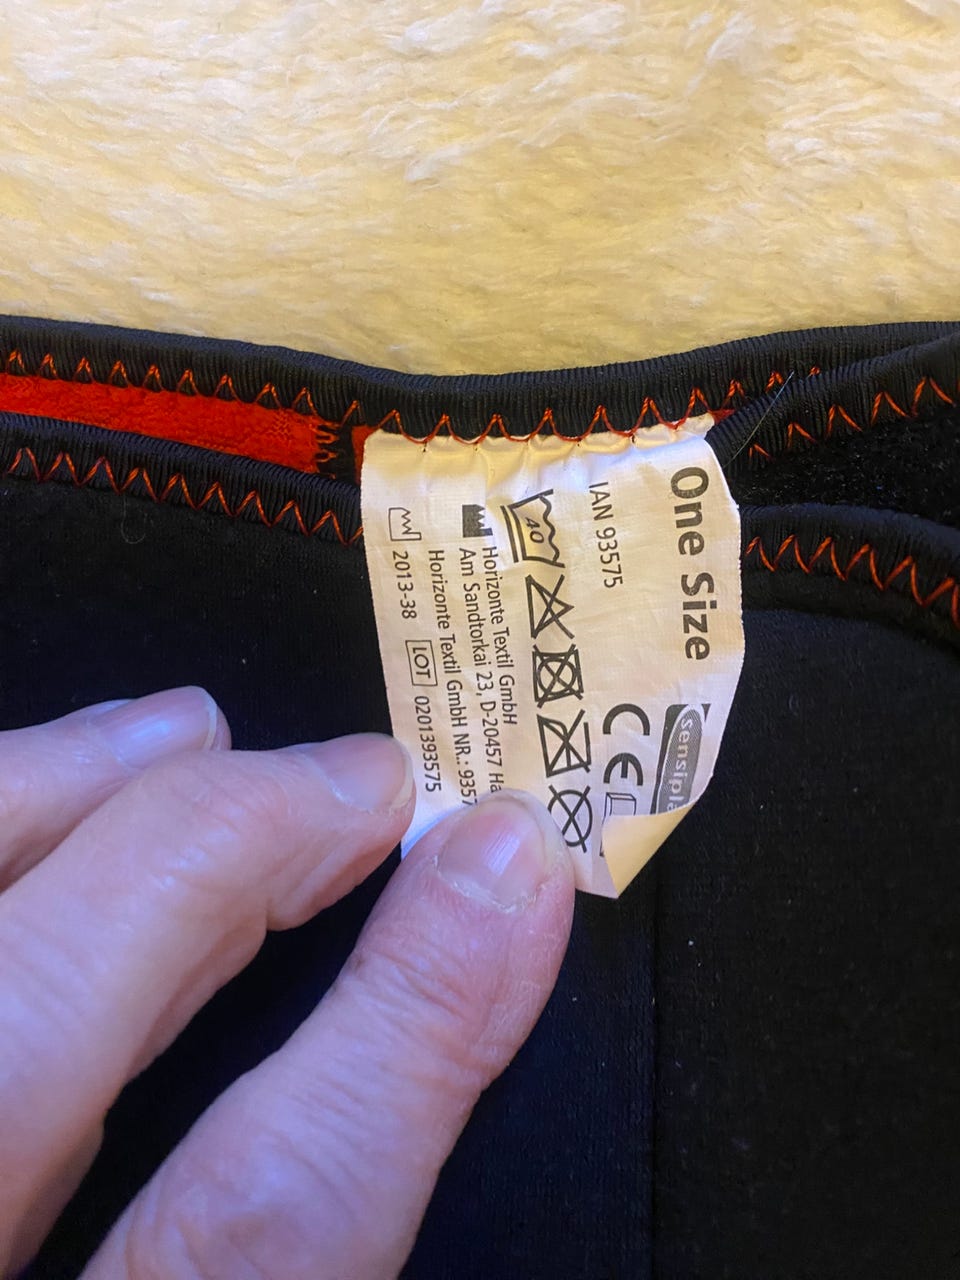 One Size
sensipla
IAN 93575
CE
40
Horizonte Textil GmbH
Am Sandtorkai 23, D-20457 Ha
Horizonte Textil GmbH NR.: 9357
2013-38 LOT 0201393575